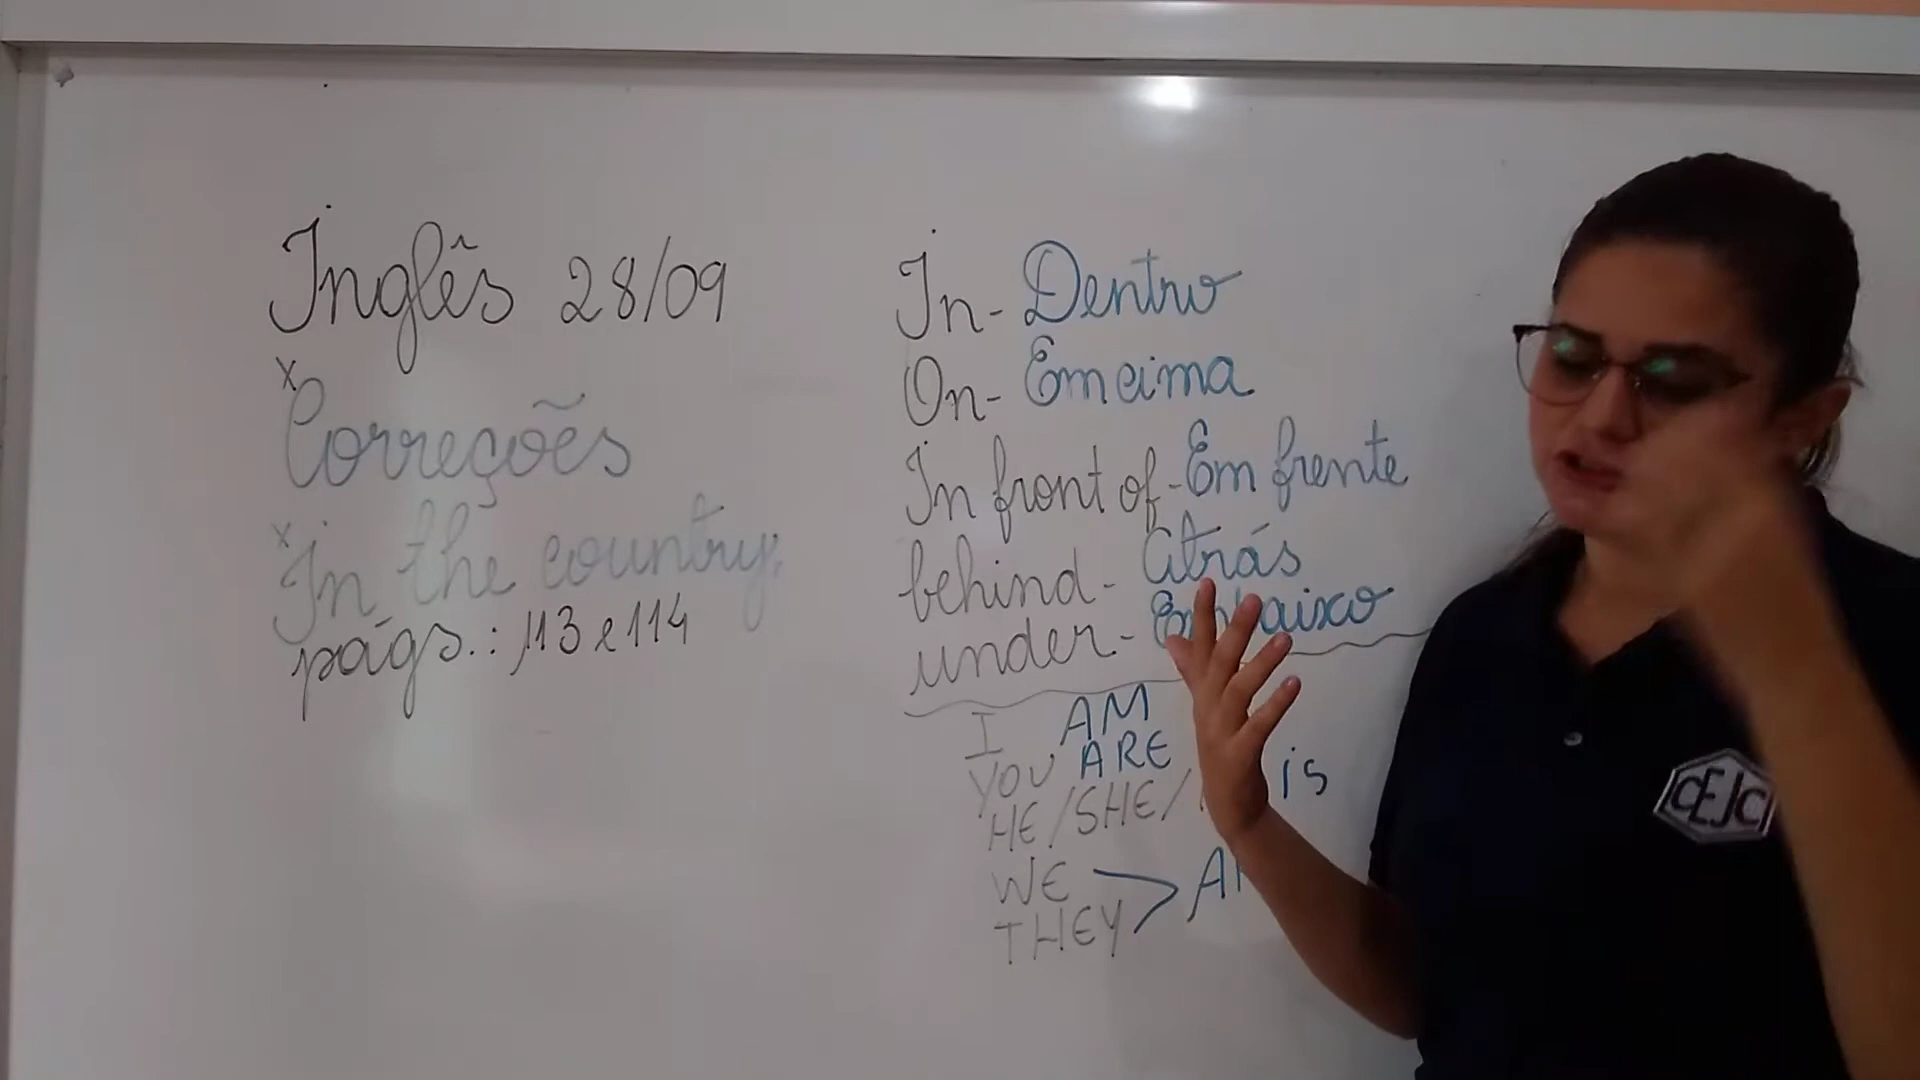 Inglês 28/09
x
Correções
x In the country;
págs.: 113 e 114
In - Dentro
On - Em cima
In front of - Em frente
behind - Atrás
under -
I AM
YOU ARE
HE/SHE/ is
WE
THEY >
CEJC